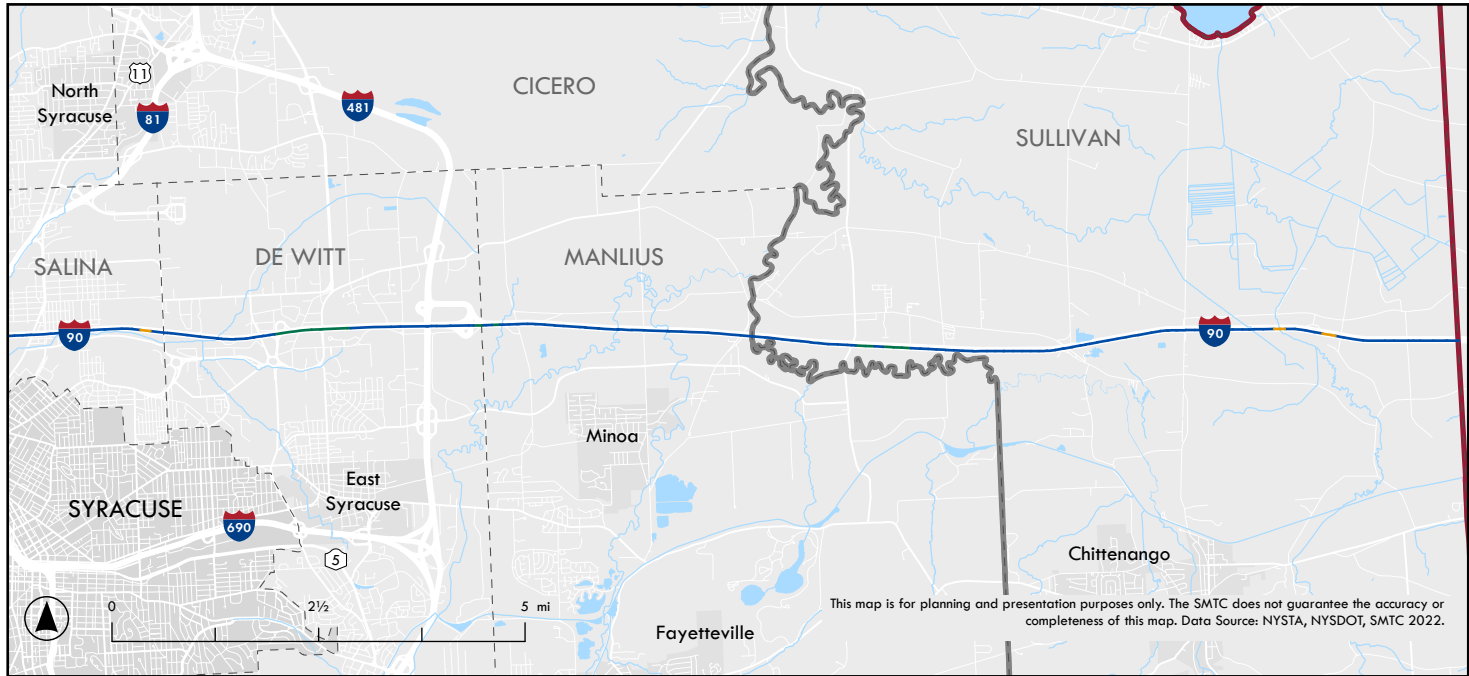 11
North
Syracuse
81
481
CICERO
SULLIVAN
SALINA
DE WITT
MANLIUS
90
90
Minoa
East
Syracuse
SYRACUSE
690
5
Chittenango
0
2½
5 mi
Fayetteville
This map is for planning and presentation purposes only. The SMTC does not guarantee the accuracy or
completeness of this map. Data Source: NYSTA, NYSDOT, SMTC 2022.